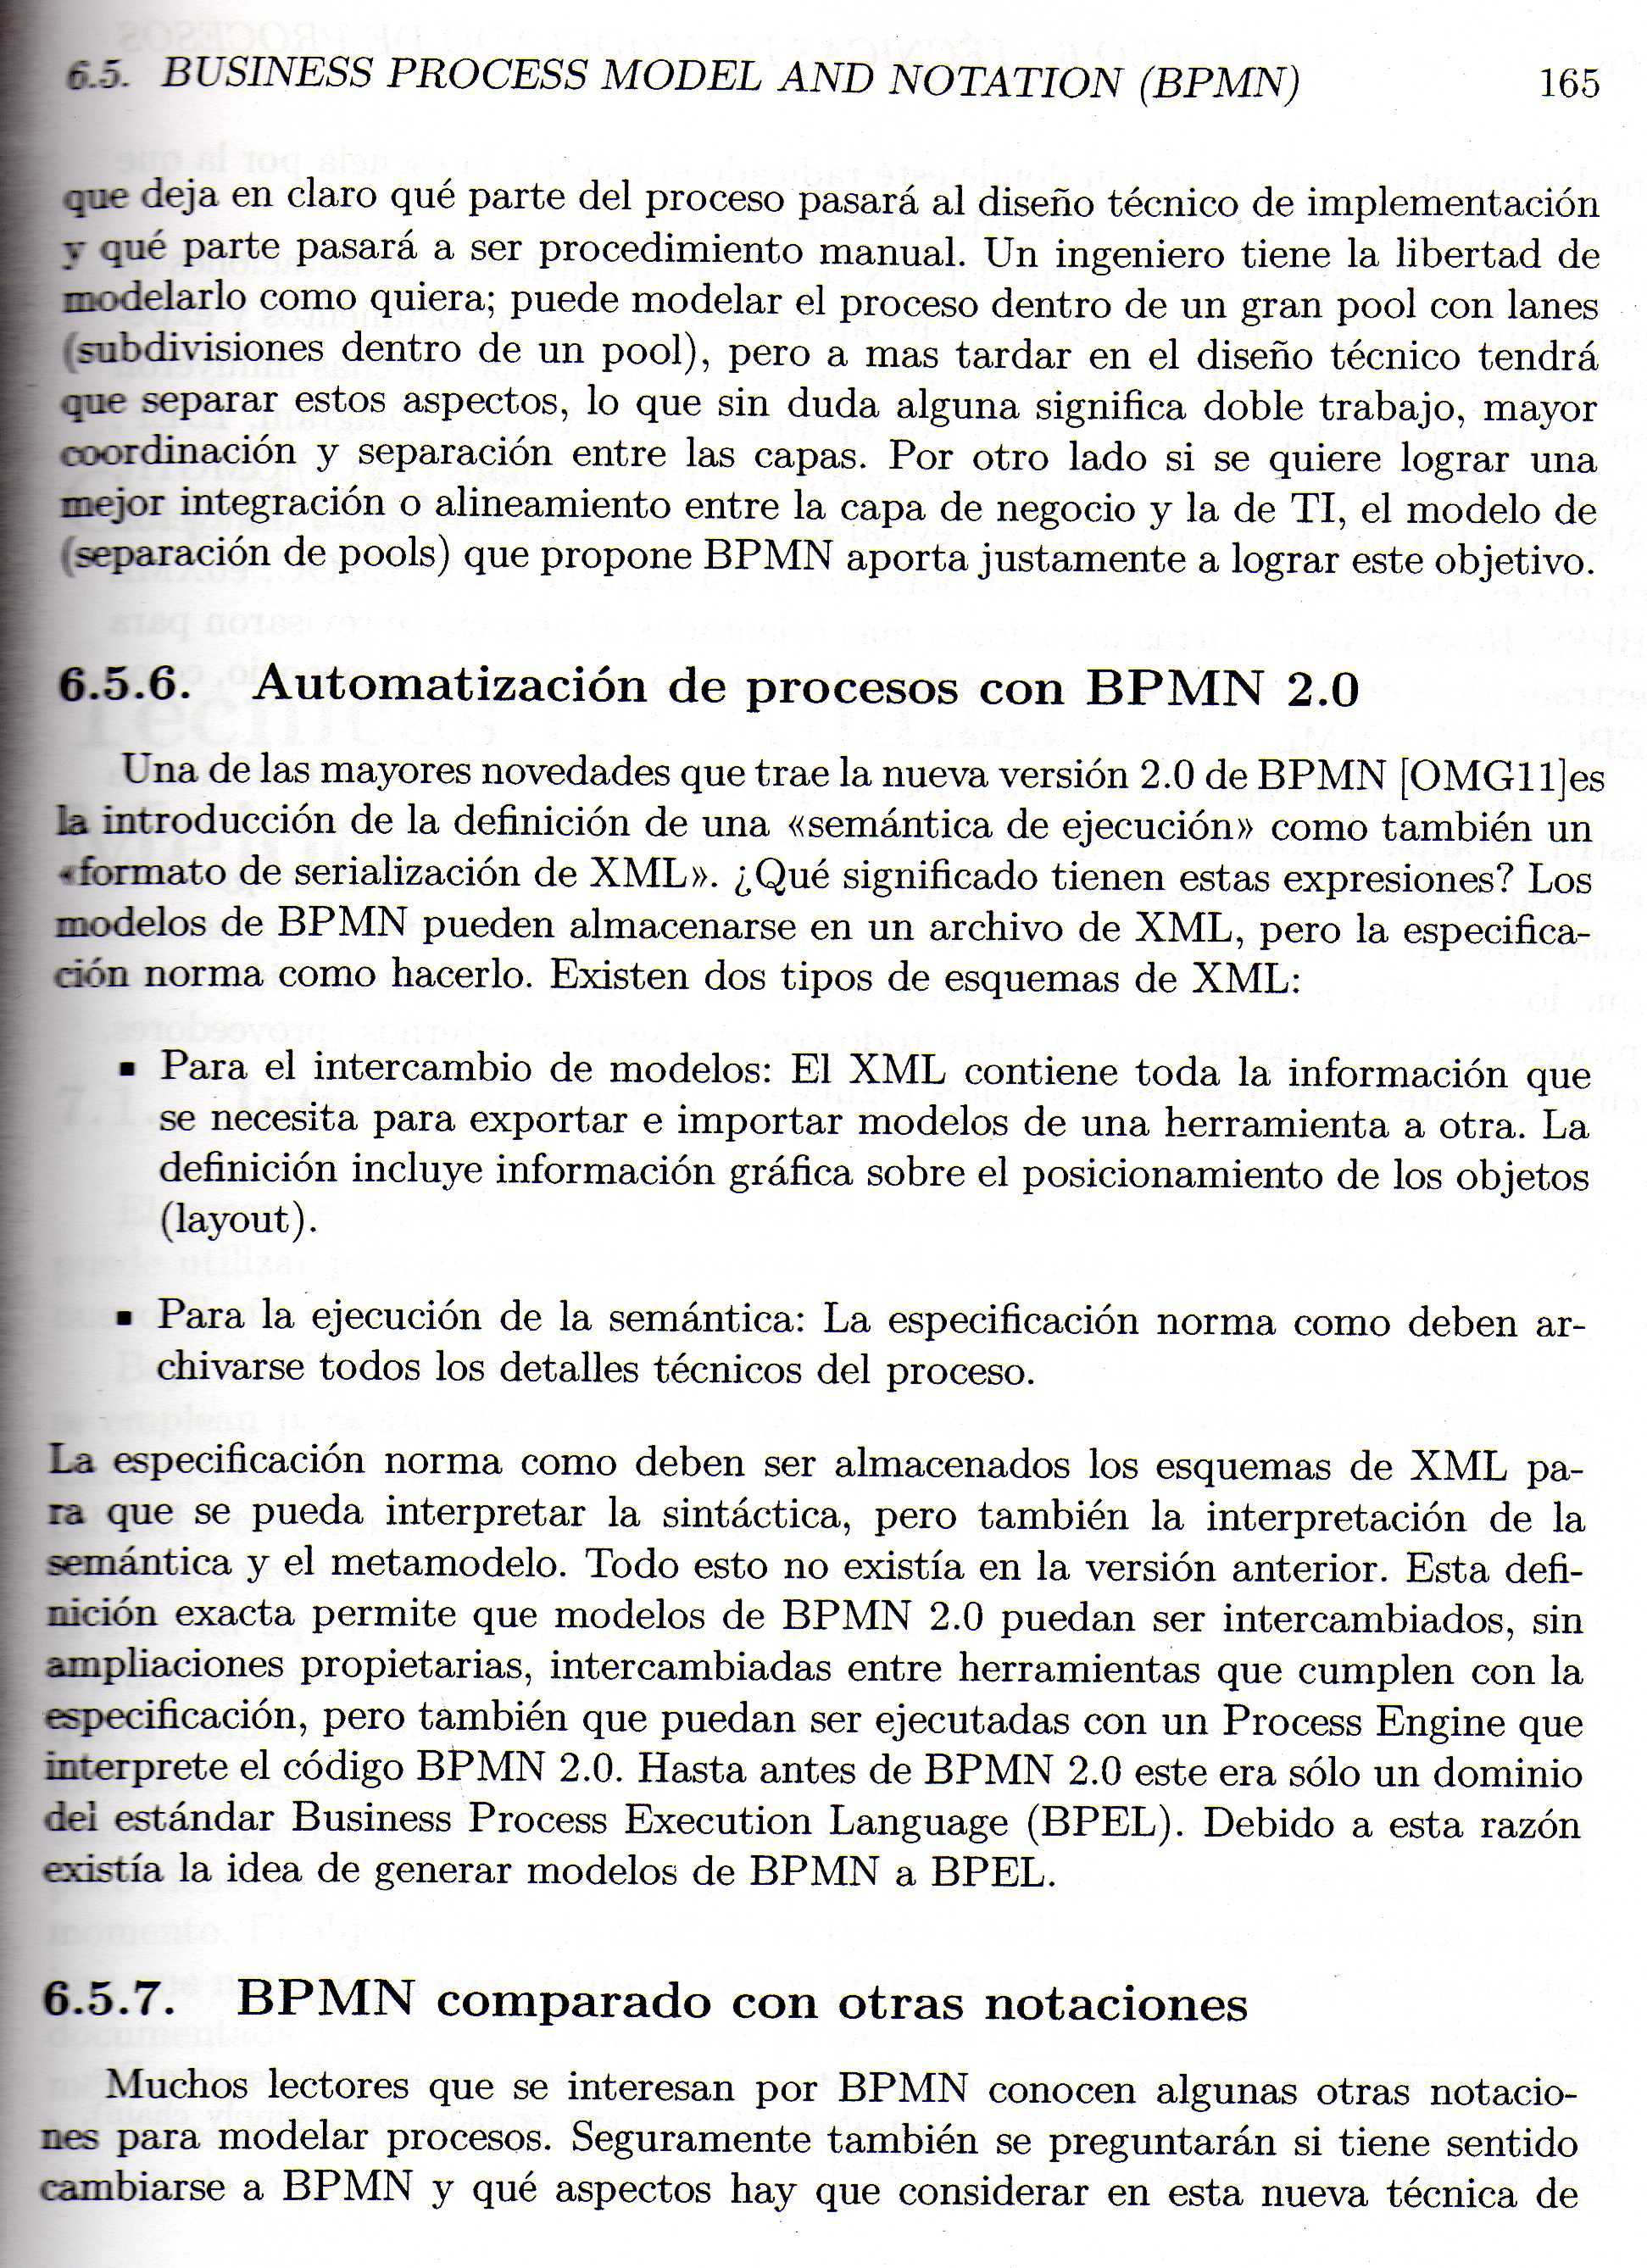 6.5. BUSINESS PROCESS MODEL AND NOTATION (BPMN) 165
que deja en claro qué parte del proceso pasará al diseño técnico de implementación
y qué parte pasará a ser procedimiento manual. Un ingeniero tiene la libertad de
modelarlo como quiera; puede modelar el proceso dentro de un gran pool con lanes
(subdivisiones dentro de un pool), pero a mas tardar en el diseño técnico tendrá
que separar estos aspectos, lo que sin duda alguna significa doble trabajo, mayor
coordinación y separación entre las capas. Por otro lado si se quiere lograr una
mejor integración o alineamiento entre la capa de negocio y la de TI, el modelo de
(separación de pools) que propone BPMN aporta justamente a lograr este objetivo.
6.5.6. Automatización de procesos con BPMN 2.0
Una de las mayores novedades que trae la nueva versión 2.0 de BPMN [OMG11]es
la introducción de la definición de una «semántica de ejecución» como también un
«formato de serialización de XML». ¿Qué significado tienen estas expresiones? Los
modelos de BPMN pueden almacenarse en un archivo de XML, pero la especifica-
ción norma como hacerlo. Existen dos tipos de esquemas de XML:
▪ Para el intercambio de modelos: El XML contiene toda la información que
se necesita para exportar e importar modelos de una herramienta a otra. La
definición incluye información gráfica sobre el posicionamiento de los objetos
(layout).
▪ Para la ejecución de la semántica: La especificación norma como deben ar-
chivarse todos los detalles técnicos del proceso.
La especificación norma como deben ser almacenados los esquemas de XML pa-
ra que se pueda interpretar la sintáctica, pero también la interpretación de la
semántica y el metamodelo. Todo esto no existía en la versión anterior. Esta defi-
nición exacta permite que modelos de BPMN 2.0 puedan ser intercambiados, sin
ampliaciones propietarias, intercambiadas entre herramientas que cumplen con la
especificación, pero también que puedan ser ejecutadas con un Process Engine que
interprete el código BPMN 2.0. Hasta antes de BPMN 2.0 este era sólo un dominio
del estándar Business Process Execution Language (BPEL). Debido a esta razón
existía la idea de generar modelos de BPMN a BPEL.
6.5.7. BPMN comparado con otras notaciones
Muchos lectores que se interesan por BPMN conocen algunas otras notacio-
nes para modelar procesos. Seguramente también se preguntarán si tiene sentido
cambiarse a BPMN y qué aspectos hay que considerar en esta nueva técnica de